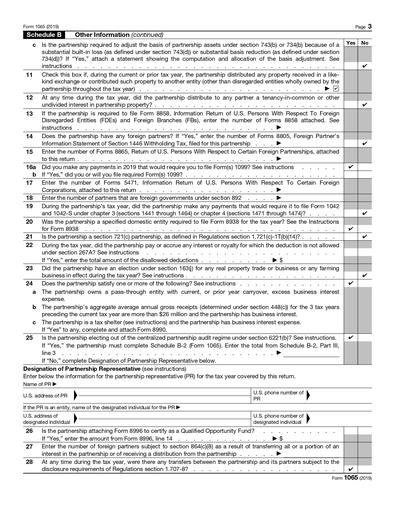 Form 1065 (2019) Page 3
Schedule B Other Information (continued)
c Is the partnership required to adjust the basis of partnership assets under section 743(b) or 734(b) because of a Yes No
substantial built-in loss (as defined under section 743(d)) or substantial basis reduction (as defined under section
734(d))? If "Yes," attach a statement showing the computation and allocation of the basis adjustment. See
instructions ✔
11 Check this box if, during the current or prior tax year, the partnership distributed any property received in a like-
kind exchange or contributed such property to another entity (other than disregarded entities wholly owned by the
partnership throughout the tax year) ▶ ✔
12 At any time during the tax year, did the partnership distribute to any partner a tenancy-in-common or other
undivided interest in partnership property? ✔
13 If the partnership is required to file Form 8858, Information Return of U.S. Persons With Respect To Foreign
Disregarded Entities (FDEs) and Foreign Branches (FBs), enter the number of Forms 8858 attached. See
instructions ▶
14 Does the partnership have any foreign partners? If "Yes," enter the number of Forms 8805, Foreign Partner's
Information Statement of Section 1446 Withholding Tax, filed for this partnership ▶ ✔
15 Enter the number of Forms 8865, Return of U.S. Persons With Respect to Certain Foreign Partnerships, attached
to this return ▶
16a Did you make any payments in 2019 that would require you to file Form(s) 1099? See instructions ✔
b If "Yes," did you or will you file required Form(s) 1099?
17 Enter the number of Forms 5471, Information Return of U.S. Persons With Respect To Certain Foreign
Corporations, attached to this return ▶
18 Enter the number of partners that are foreign governments under section 892 ▶
19 During the partnership's tax year, did the partnership make any payments that would require it to file Form 1042
and 1042-S under chapter 3 (sections 1441 through 1464) or chapter 4 (sections 1471 through 1474)? ✔
20 Was the partnership a specified domestic entity required to file Form 8938 for the tax year? See the Instructions
for Form 8938 ✔
21 Is the partnership a section 721(c) partnership, as defined in Regulations section 1.721(c)-1T(b)(14)? ✔
22 During the tax year, did the partnership pay or accrue any interest or royalty for which the deduction is not allowed
under section 267A? See instructions
If "Yes," enter the total amount of the disallowed deductions ▶ $
23 Did the partnership have an election under section 163(j) for any real property trade or business or any farming
business in effect during the tax year? See instructions ✔
24 Does the partnership satisfy one or more of the following? See instructions ✔
a The partnership owns a pass-through entity with current, or prior year carryover, excess business interest
expense.
b The partnership's aggregate average annual gross receipts (determined under section 448(c)) for the 3 tax years
preceding the current tax year are more than $26 million and the partnership has business interest.
c The partnership is a tax shelter (see instructions) and the partnership has business interest expense.
If "Yes" to any, complete and attach Form 8990.
25 Is the partnership electing out of the centralized partnership audit regime under section 6221(b)? See instructions. ✔
If "Yes," the partnership must complete Schedule B-2 (Form 1065). Enter the total from Schedule B-2, Part III,
line 3 ▶
If "No," complete Designation of Partnership Representative below.
Designation of Partnership Representative (see instructions)
Enter below the information for the partnership representative (PR) for the tax year covered by this return.
Name of PR ▶
U.S. address of PR U.S. phone number of PR
If the PR is an entity, name of the designated individual for the PR ▶
U.S. address of designated individual U.S. phone number of designated individual
26 Is the partnership attaching Form 8996 to certify as a Qualified Opportunity Fund?
If "Yes," enter the amount from Form 8996, line 14 ▶ $
27 Enter the number of foreign partners subject to section 864(c)(8) as a result of transferring all or a portion of an
interest in the partnership or of receiving a distribution from the partnership ▶
28 At any time during the tax year, were there any transfers between the partnership and its partners subject to the
disclosure requirements of Regulations section 1.707-8? ✔
Form 1065 (2019)